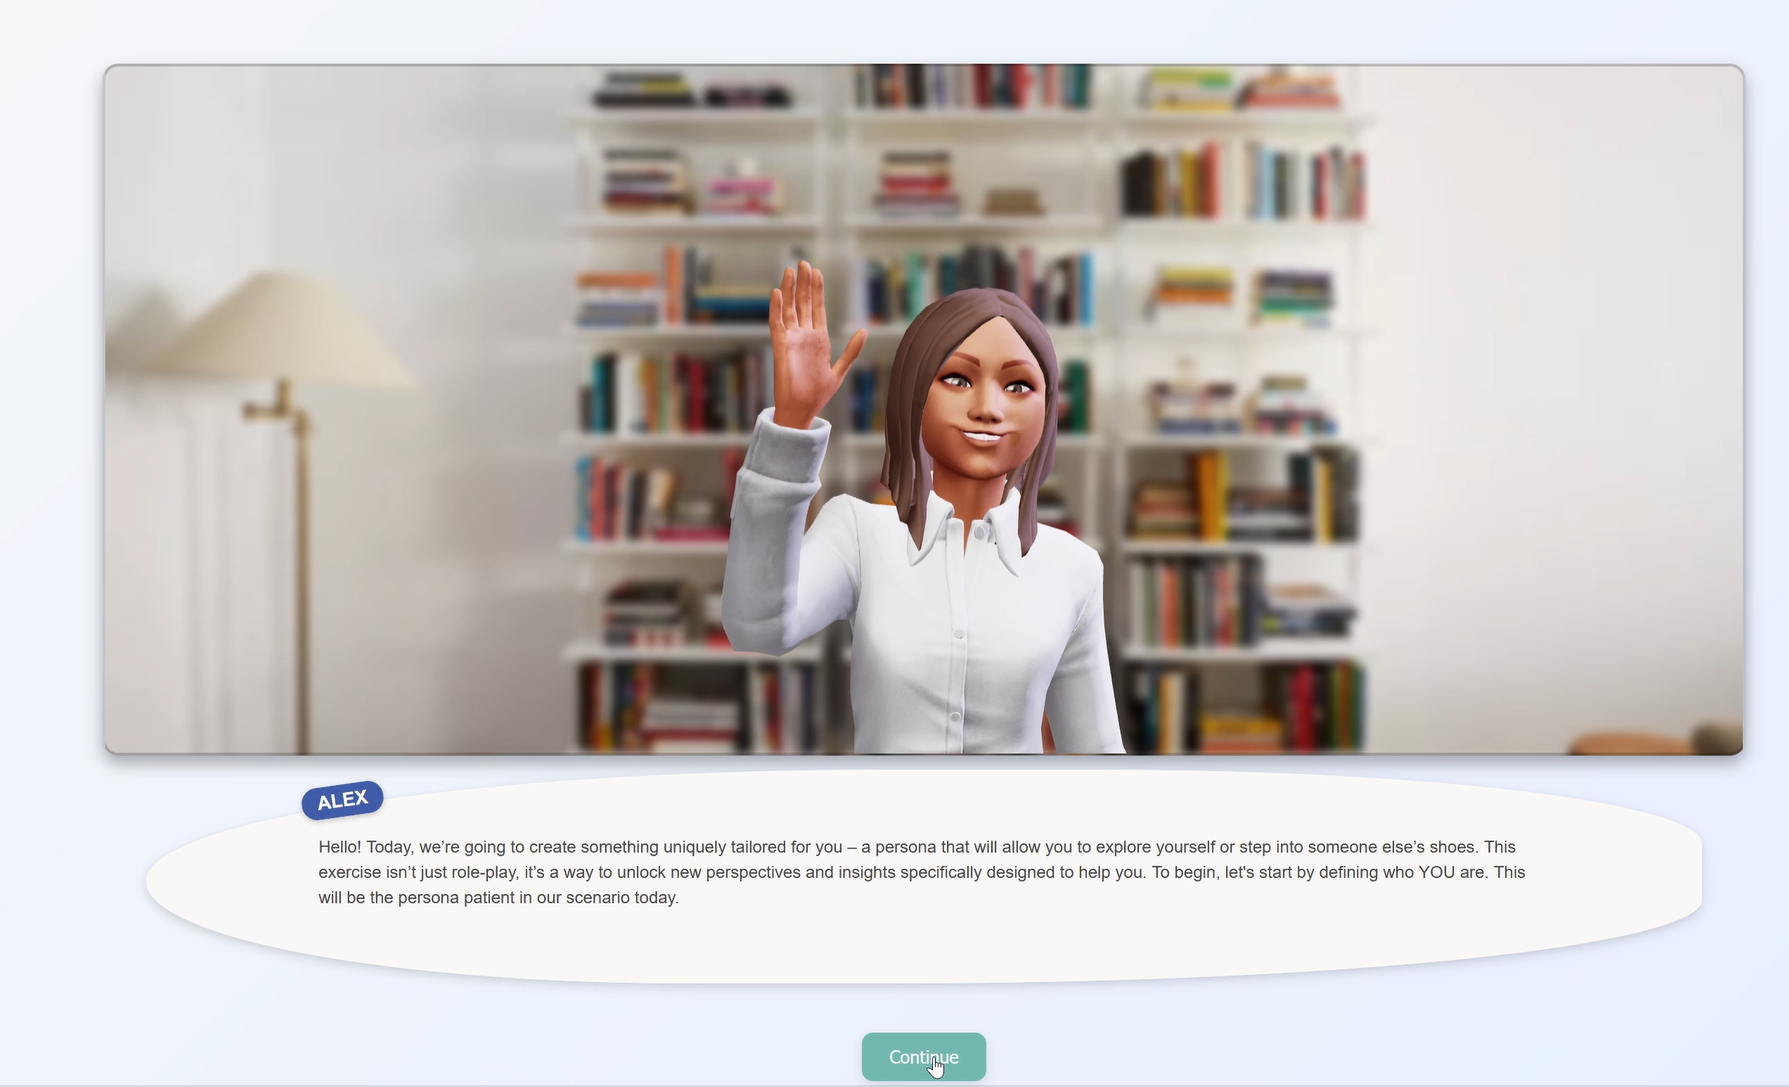 ALEX
Hello! Today, we’re going to create something uniquely tailored for you – a persona that will allow you to explore yourself or step into someone else’s shoes. This
exercise isn’t just role-play, it’s a way to unlock new perspectives and insights specifically designed to help you. To begin, let's start by defining who YOU are. This
will be the persona patient in our scenario today.
Continue